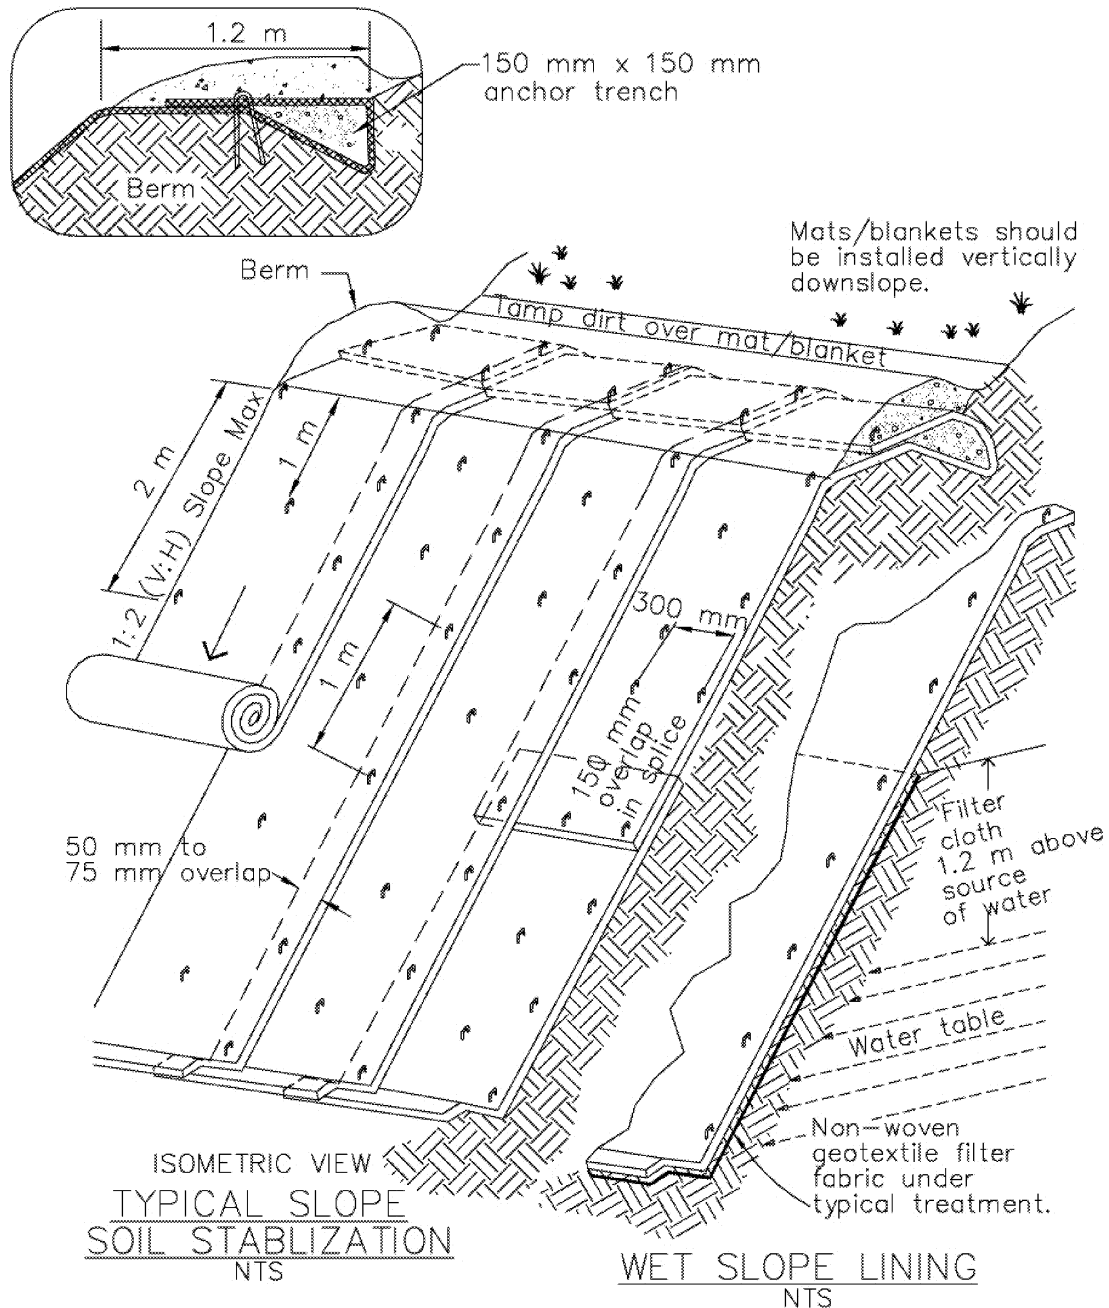 1.2 m
150 mm x 150 mm
anchor trench
Berm
Mats/blankets should
be installed vertically
downslope.
Berm
Tamp dirt over mat/blanket
2 m
1:2 (V:H) Slope Max
1 m
1 m
300 mm
150 mm
overlap
in splice
50 mm to
75 mm overlap
Filter
cloth
1.2 m above
source
of water
Water table
Non-woven
geotextile filter
fabric under
typical treatment.
ISOMETRIC VIEW
TYPICAL SLOPE
SOIL STABLIZATION
NTS
WET SLOPE LINING
NTS